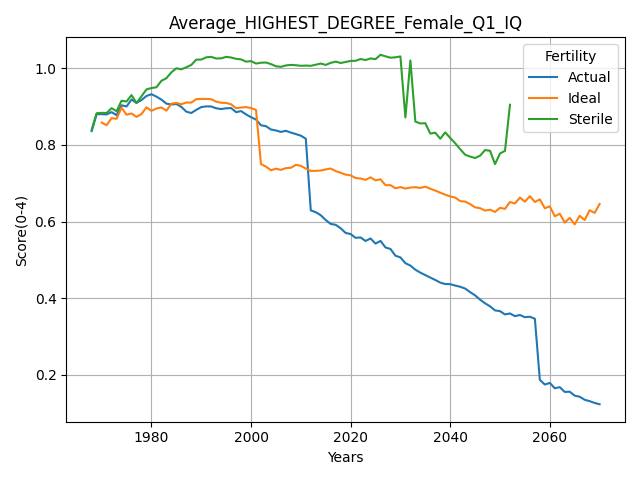 Average_HIGHEST_DEGREE_Female_Q1_IQ
Fertility
Actual
Ideal
Sterile
Score(0-4)
1.0
0.8
0.6
0.4
0.2
1980
2000
2020
2040
2060
Years